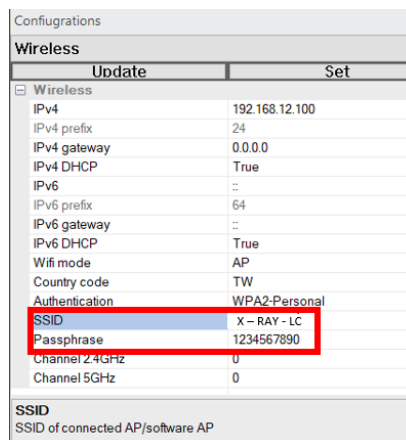 Confiugrations
Wireless
Update Set
Wireless
IPv4 192.168.12.100
IPv4 prefix 24
IPv4 gateway 0.0.0.0
IPv4 DHCP True
IPv6 ::
IPv6 prefix 64
IPv6 gateway ::
IPv6 DHCP True
Wifi mode AP
Country code TW
Authentication WPA2-Personal
SSID X – RAY - LC
Passphrase 1234567890
Channel 2.4GHz 0
Channel 5GHz 0
SSID
SSID of connected AP/software AP